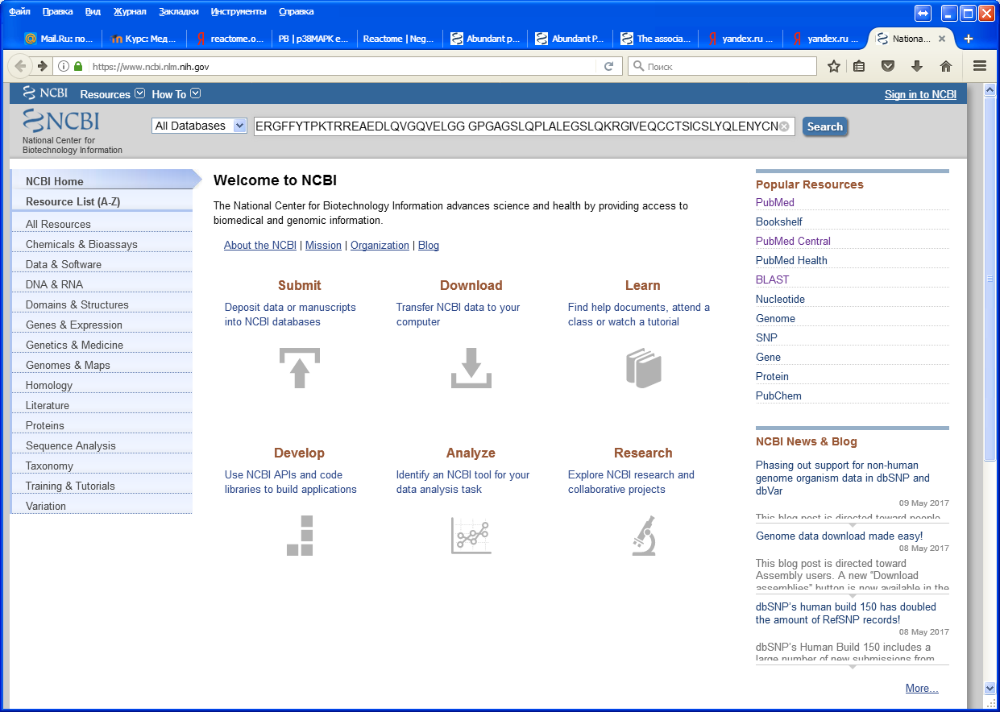 Файл Правка Вид Журнал Закладки Инструменты Справка
Mail.Ru: по... Курс: Мед... reactome.o... PB | p38MAPK e... Reactome | Neg... Abundant p... Abundant P... The associa... yandex.ru ... yandex.ru ... Nationa...
https://www.ncbi.nlm.nih.gov Поиск
NCBI Resources How To Sign in to NCBI
NCBI
National Center for
Biotechnology Information
All Databases ERGFFYTPKTRREAEDLQVGQVELGG GPGAGSLQPLALEGSLQKRGIVEQCCTSICSLYQLENYCN Search
NCBI Home
Resource List (A-Z)
All Resources
Chemicals & Bioassays
Data & Software
DNA & RNA
Domains & Structures
Genes & Expression
Genetics & Medicine
Genomes & Maps
Homology
Literature
Proteins
Sequence Analysis
Taxonomy
Training & Tutorials
Variation
Welcome to NCBI
The National Center for Biotechnology Information advances science and health by providing access to
biomedical and genomic information.
About the NCBI | Mission | Organization | Blog
Submit
Deposit data or manuscripts
into NCBI databases
Download
Transfer NCBI data to your
computer
Learn
Find help documents, attend a
class or watch a tutorial
Develop
Use NCBI APIs and code
libraries to build applications
Analyze
Identify an NCBI tool for your
data analysis task
Research
Explore NCBI research and
collaborative projects
Popular Resources
PubMed
Bookshelf
PubMed Central
PubMed Health
BLAST
Nucleotide
Genome
SNP
Gene
Protein
PubChem
NCBI News & Blog
Phasing out support for non-human
genome organism data in dbSNP and
dbVar
09 May 2017
This blog post is directed toward people
Genome data download made easy!
08 May 2017
This blog post is directed toward
Assembly users. A new “Download
assemblies” button is now available in the
dbSNP’s human build 150 has doubled
the amount of RefSNP records!
08 May 2017
dbSNP’s Human Build 150 includes a
large number of new submissions from
More...